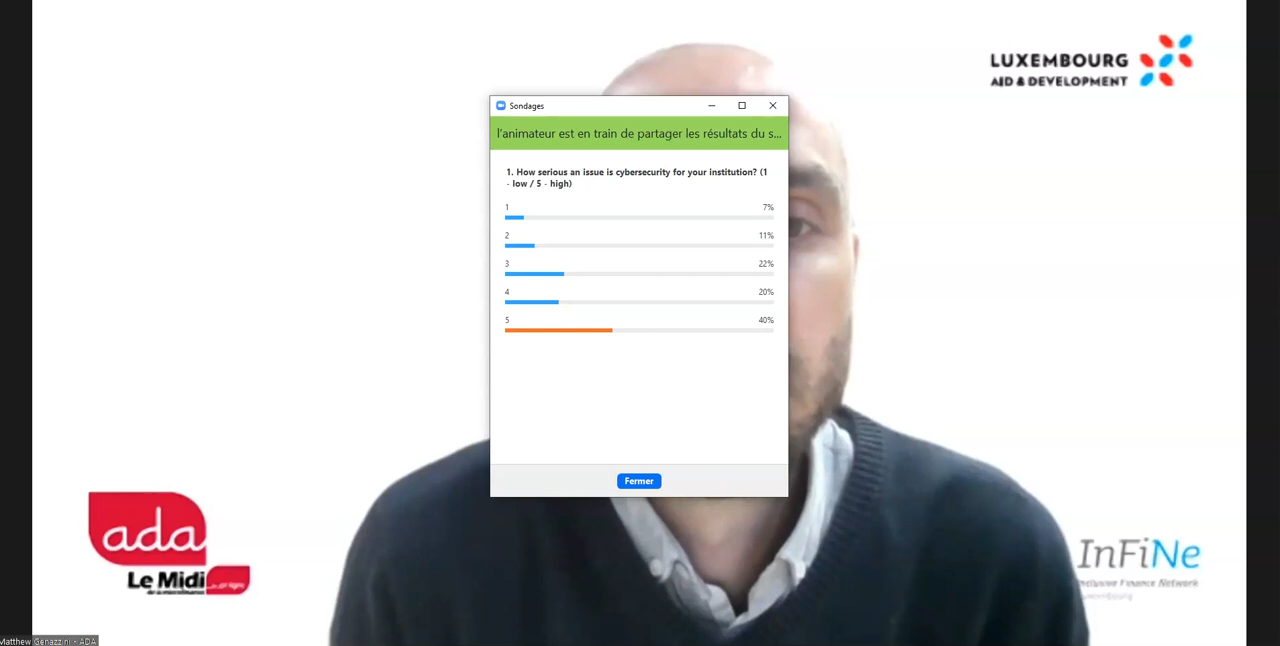 LUXEMBOURG
AID & DEVELOPMENT
Sondages
l'animateur est en train de partager les résultats du s...
1. How serious an issue is cybersecurity for your institution? (1
- low / 5 - high)
1 7%
2 11%
3 22%
4 20%
5 40%
Fermer
ada
Le Midi
InFiNe
Inclusive Finance Network
Luxembourg
Matthew Genazzini - ADA